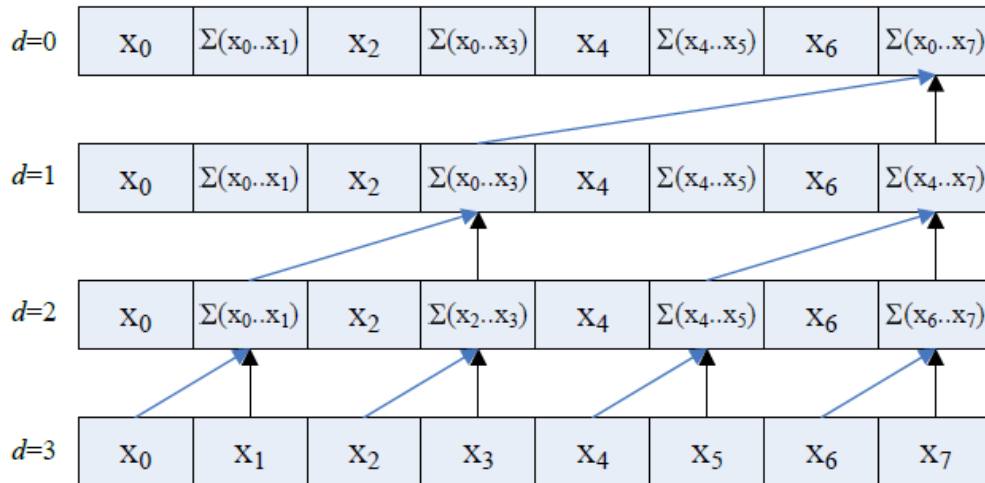 d=0 x₀ Σ(x₀..x₁) x₂ Σ(x₀..x₃) x₄ Σ(x₄..x₅) x₆ Σ(x₀..x₇)
d=1 x₀ Σ(x₀..x₁) x₂ Σ(x₀..x₃) x₄ Σ(x₄..x₅) x₆ Σ(x₄..x₇)
d=2 x₀ Σ(x₀..x₁) x₂ Σ(x₂..x₃) x₄ Σ(x₄..x₅) x₆ Σ(x₆..x₇)
d=3 x₀ x₁ x₂ x₃ x₄ x₅ x₆ x₇